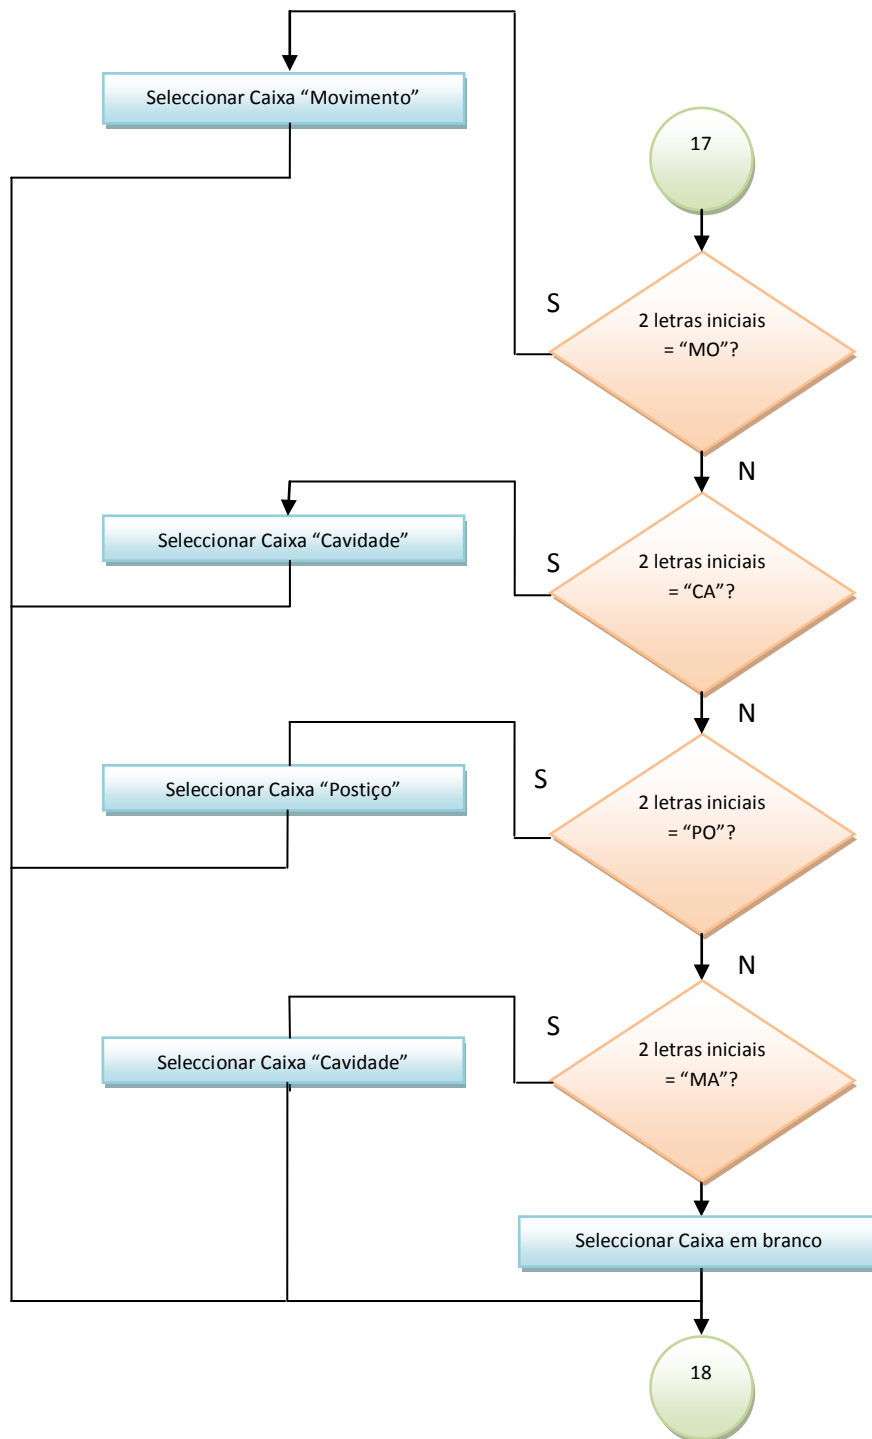 Seleccionar Caixa “Movimento”
17
S
2 letras iniciais
= “MO”?
N
Seleccionar Caixa “Cavidade”
S
2 letras iniciais
= “CA”?
N
Seleccionar Caixa “Postiço”
S
2 letras iniciais
= “PO”?
N
Seleccionar Caixa “Cavidade”
S
2 letras iniciais
= “MA”?
Seleccionar Caixa em branco
18